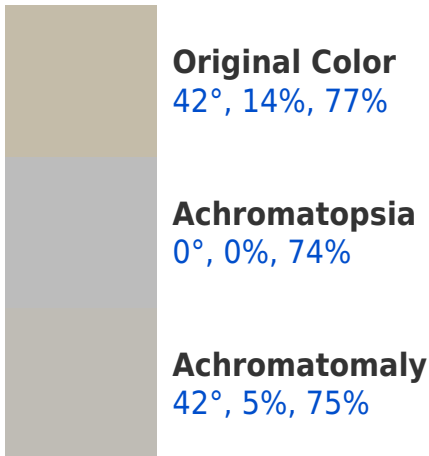 Original Color
42°, 14%, 77%
Achromatopsia
0°, 0%, 74%
Achromatomaly
42°, 5%, 75%